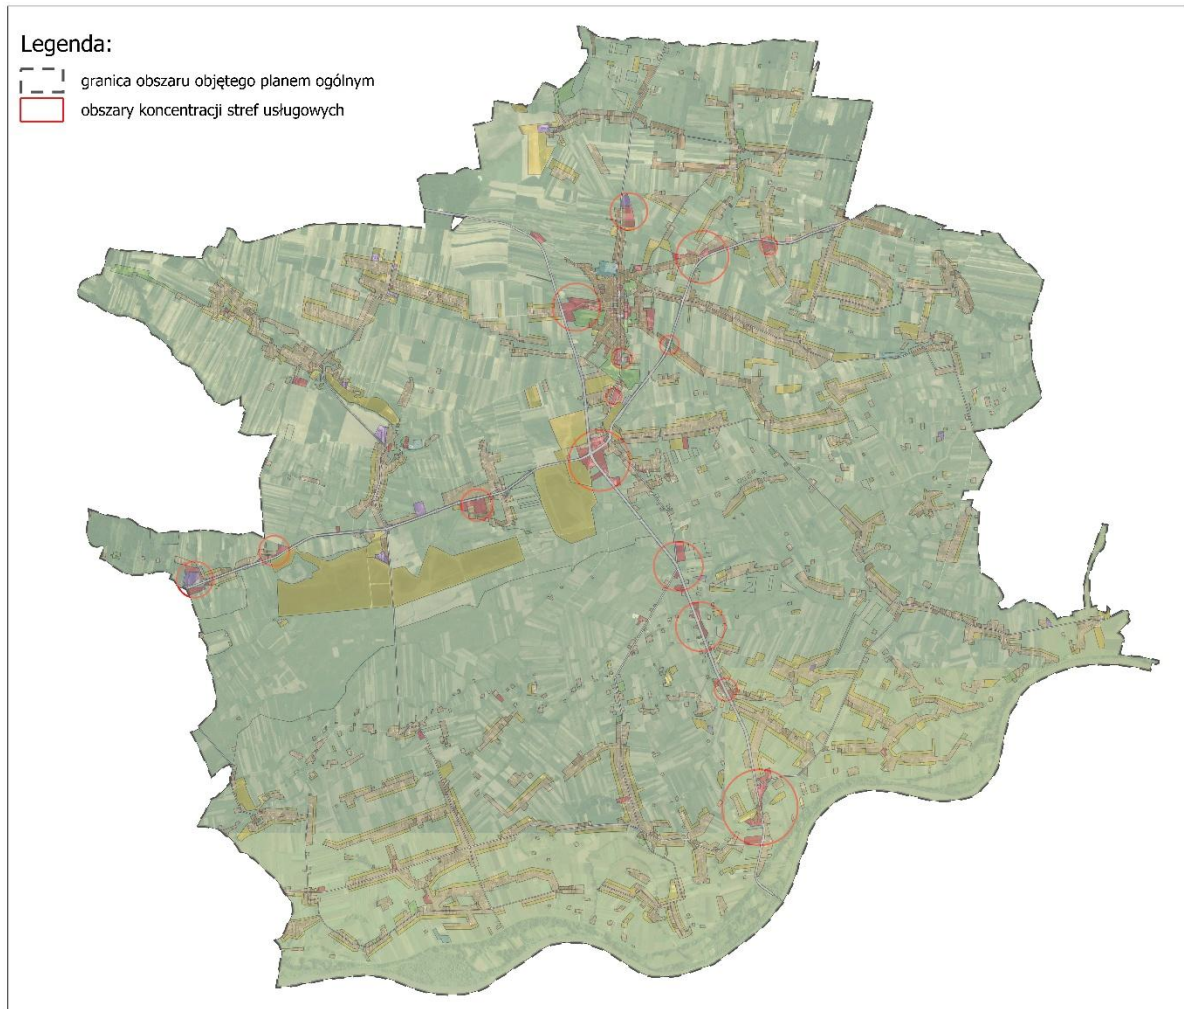 Legenda:
granica obszaru objętego planem ogólnym
obszary koncentracji stref usługowych